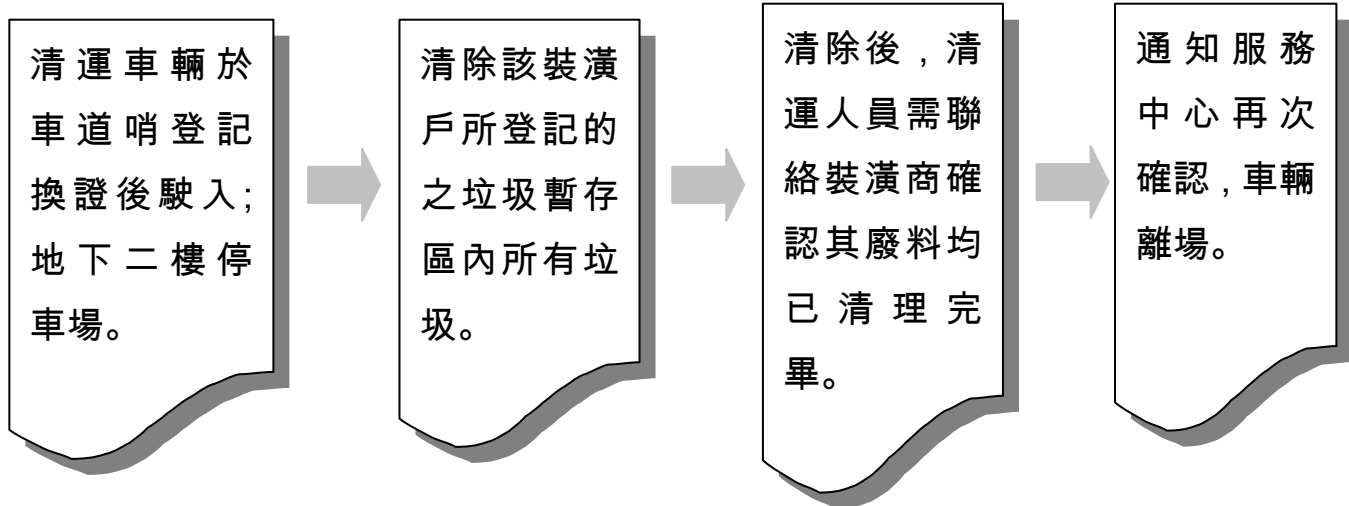 清運車輛於
車道哨登記
換證後駛入;
地下二樓停
車場。
清除該裝潢
戶所登記的
之垃圾暫存
區內所有垃
圾。
清除後，清
運人員需聯
絡裝潢商確
認其廢料均
已清理完
畢。
通知服務
中心再次
確認，車輛
離場。